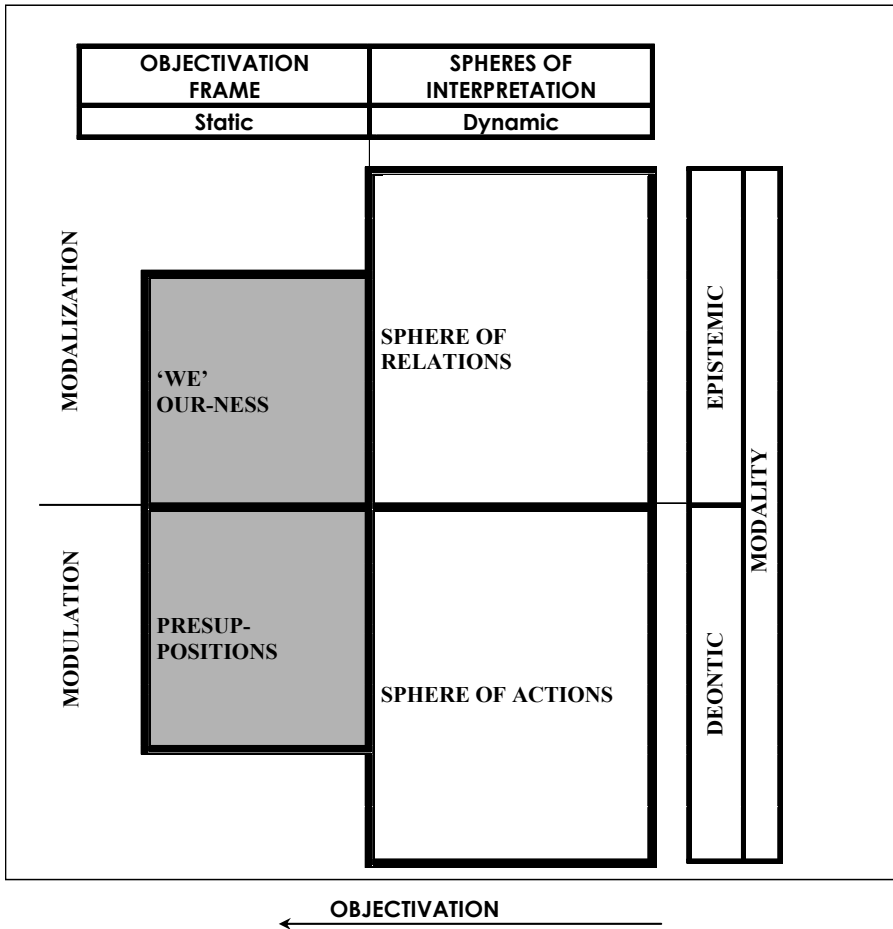 OBJECTIVATION
FRAME
SPHERES OF
INTERPRETATION
Static
Dynamic
MODALIZATION
‘WE’
OUR-NESS
SPHERE OF
RELATIONS
EPISTEMIC
MODALITY
MODULATION
PRESUP-
POSITIONS
SPHERE OF ACTIONS
DEONTIC
OBJECTIVATION